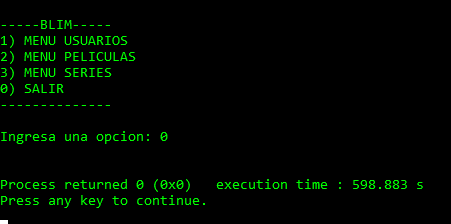 -----BLIM-----
1) MENU USUARIOS
2) MENU PELICULAS
3) MENU SERIES
0) SALIR
--------------
Ingresa una opcion: 0
Process returned 0 (0x0)   execution time : 598.883 s
Press any key to continue.